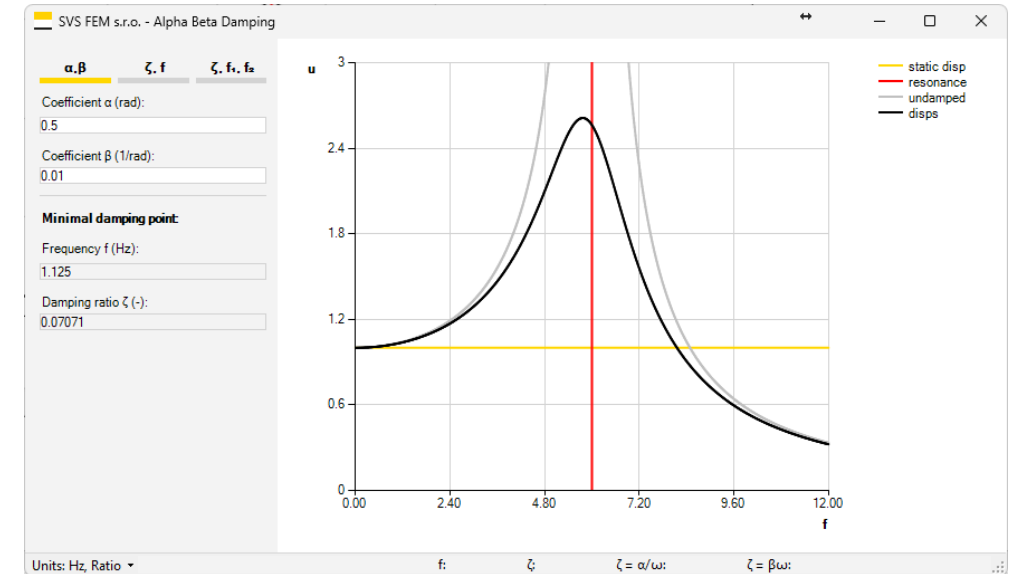 SVS FEM s.r.o. - Alpha Beta Damping
α,β ζ, f ζ, f₁, f₂
Coefficient α (rad):
0.5
Coefficient β (1/rad):
0.01
Minimal damping point:
Frequency f (Hz):
1.125
Damping ratio ζ (-):
0.07071
u
3
2.4
1.8
1.2
0.6
0
0.00 2.40 4.80 7.20 9.60 12.00
f
static disp
resonance
undamped
disps
Units: Hz, Ratio f: ζ: ζ = α/ω: ζ = βω: